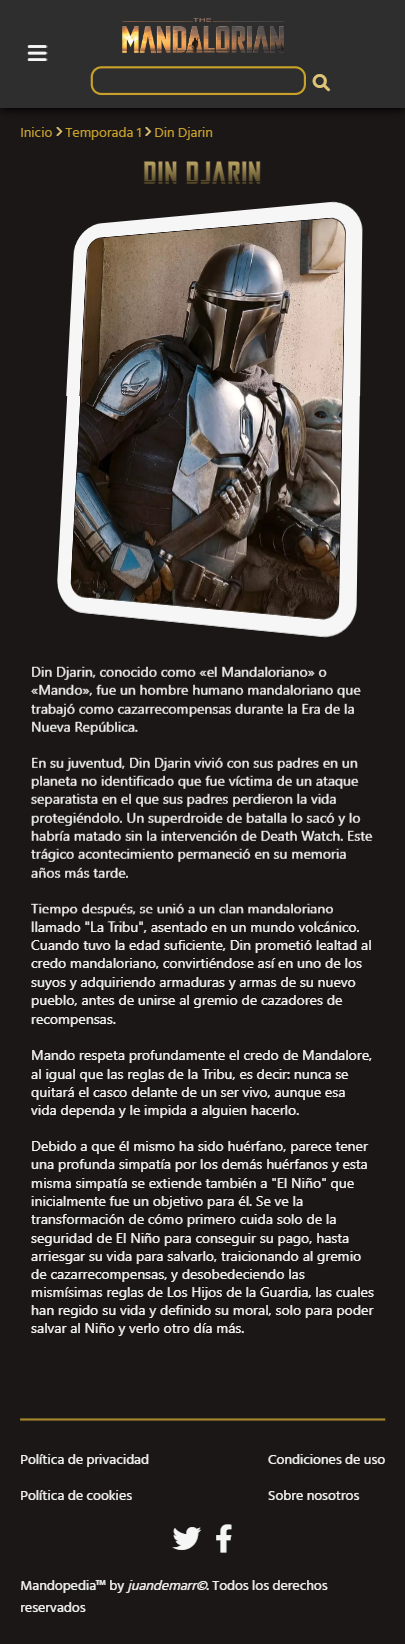 THE
MANDALORIAN
Inicio > Temporada 1 > Din Djarin
DIN DJARIN
Din Djarin, conocido como «el Mandaloriano» o
«Mando», fue un hombre humano mandaloriano que
trabajó como cazarrecompensas durante la Era de la
Nueva República.
En su juventud, Din Djarin vivió con sus padres en un
planeta no identificado que fue víctima de un ataque
separatista en el que sus padres perdieron la vida
protegiéndolo. Un superdroide de batalla lo sacó y lo
habría matado sin la intervención de Death Watch. Este
trágico acontecimiento permaneció en su memoria
años más tarde.
Tiempo después, se unió a un clan mandaloriano
llamado "La Tribu", asentado en un mundo volcánico.
Cuando tuvo la edad suficiente, Din prometió lealtad al
credo mandaloriano, convirtiéndose así en uno de los
suyos y adquiriendo armaduras y armas de su nuevo
pueblo, antes de unirse al gremio de cazadores de
recompensas.
Mando respeta profundamente el credo de Mandalore,
al igual que las reglas de la Tribu, es decir: nunca se
quitará el casco delante de un ser vivo, aunque esa
vida dependa y le impida a alguien hacerlo.
Debido a que él mismo ha sido huérfano, parece tener
una profunda simpatía por los demás huérfanos y esta
misma simpatía se extiende también a "El Niño" que
inicialmente fue un objetivo para él. Se ve la
transformación de cómo primero cuida solo de la
seguridad de El Niño para conseguir su pago, hasta
arriesgar su vida para salvarlo, traicionando al gremio
de cazarrecompensas, y desobedeciendo las
mismísimas reglas de Los Hijos de la Guardia, las cuales
han regido su vida y definido su moral, solo para poder
salvar al Niño y verlo otro día más.
Política de privacidad Condiciones de uso
Política de cookies Sobre nosotros
Mandopedia™ by juandemarr©. Todos los derechos
reservados